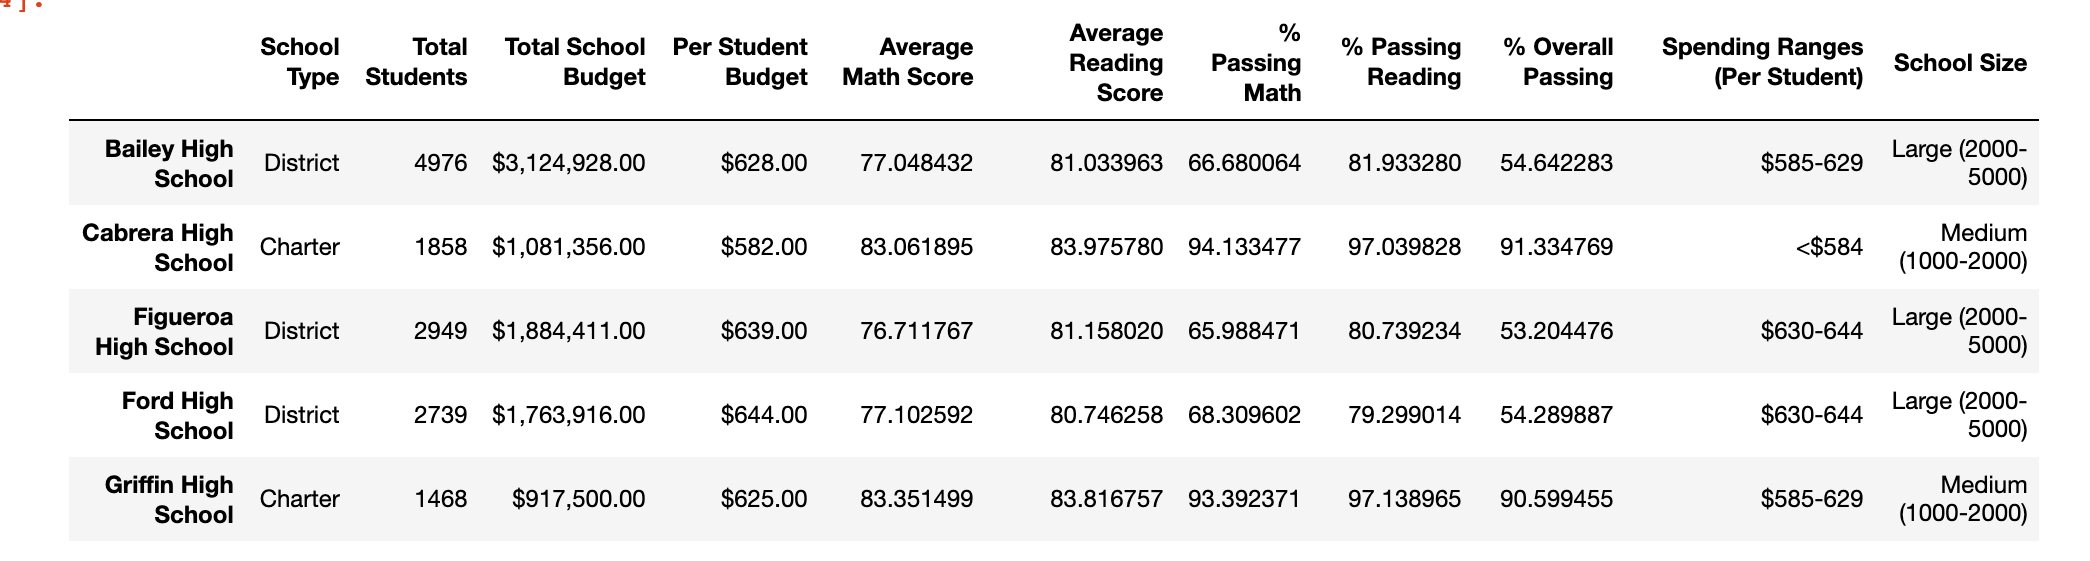 4]:
School Type | Total Students | Total School Budget | Per Student Budget | Average Math Score | Average Reading Score | % Passing Math | % Passing Reading | % Overall Passing | Spending Ranges (Per Student) | School Size
Bailey High School | District | 4976 | $3,124,928.00 | $628.00 | 77.048432 | 81.033963 | 66.680064 | 81.933280 | 54.642283 | $585-629 | Large (2000-5000)
Cabrera High School | Charter | 1858 | $1,081,356.00 | $582.00 | 83.061895 | 83.975780 | 94.133477 | 97.039828 | 91.334769 | <$584 | Medium (1000-2000)
Figueroa High School | District | 2949 | $1,884,411.00 | $639.00 | 76.711767 | 81.158020 | 65.988471 | 80.739234 | 53.204476 | $630-644 | Large (2000-5000)
Ford High School | District | 2739 | $1,763,916.00 | $644.00 | 77.102592 | 80.746258 | 68.309602 | 79.299014 | 54.289887 | $630-644 | Large (2000-5000)
Griffin High School | Charter | 1468 | $917,500.00 | $625.00 | 83.351499 | 83.816757 | 93.392371 | 97.138965 | 90.599455 | $585-629 | Medium (1000-2000)